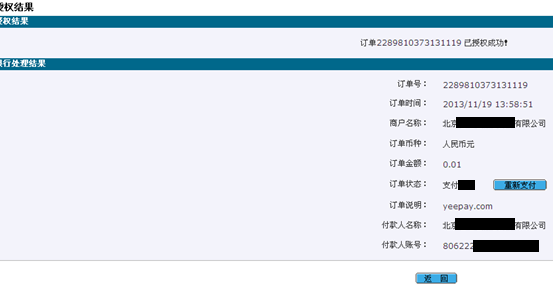 授权结果
授权结果
订单2289810373131119 已授权成功!
银行处理结果
订单号： 2289810373131119
订单时间： 2013/11/19 13:58:51
商户名称： 北京 有限公司
订单币种： 人民币元
订单金额： 0.01
订单状态： 支付 重新支付
订单说明： yeepay.com
付款人名称： 北京 有限公司
付款人账号： 806222
返 回